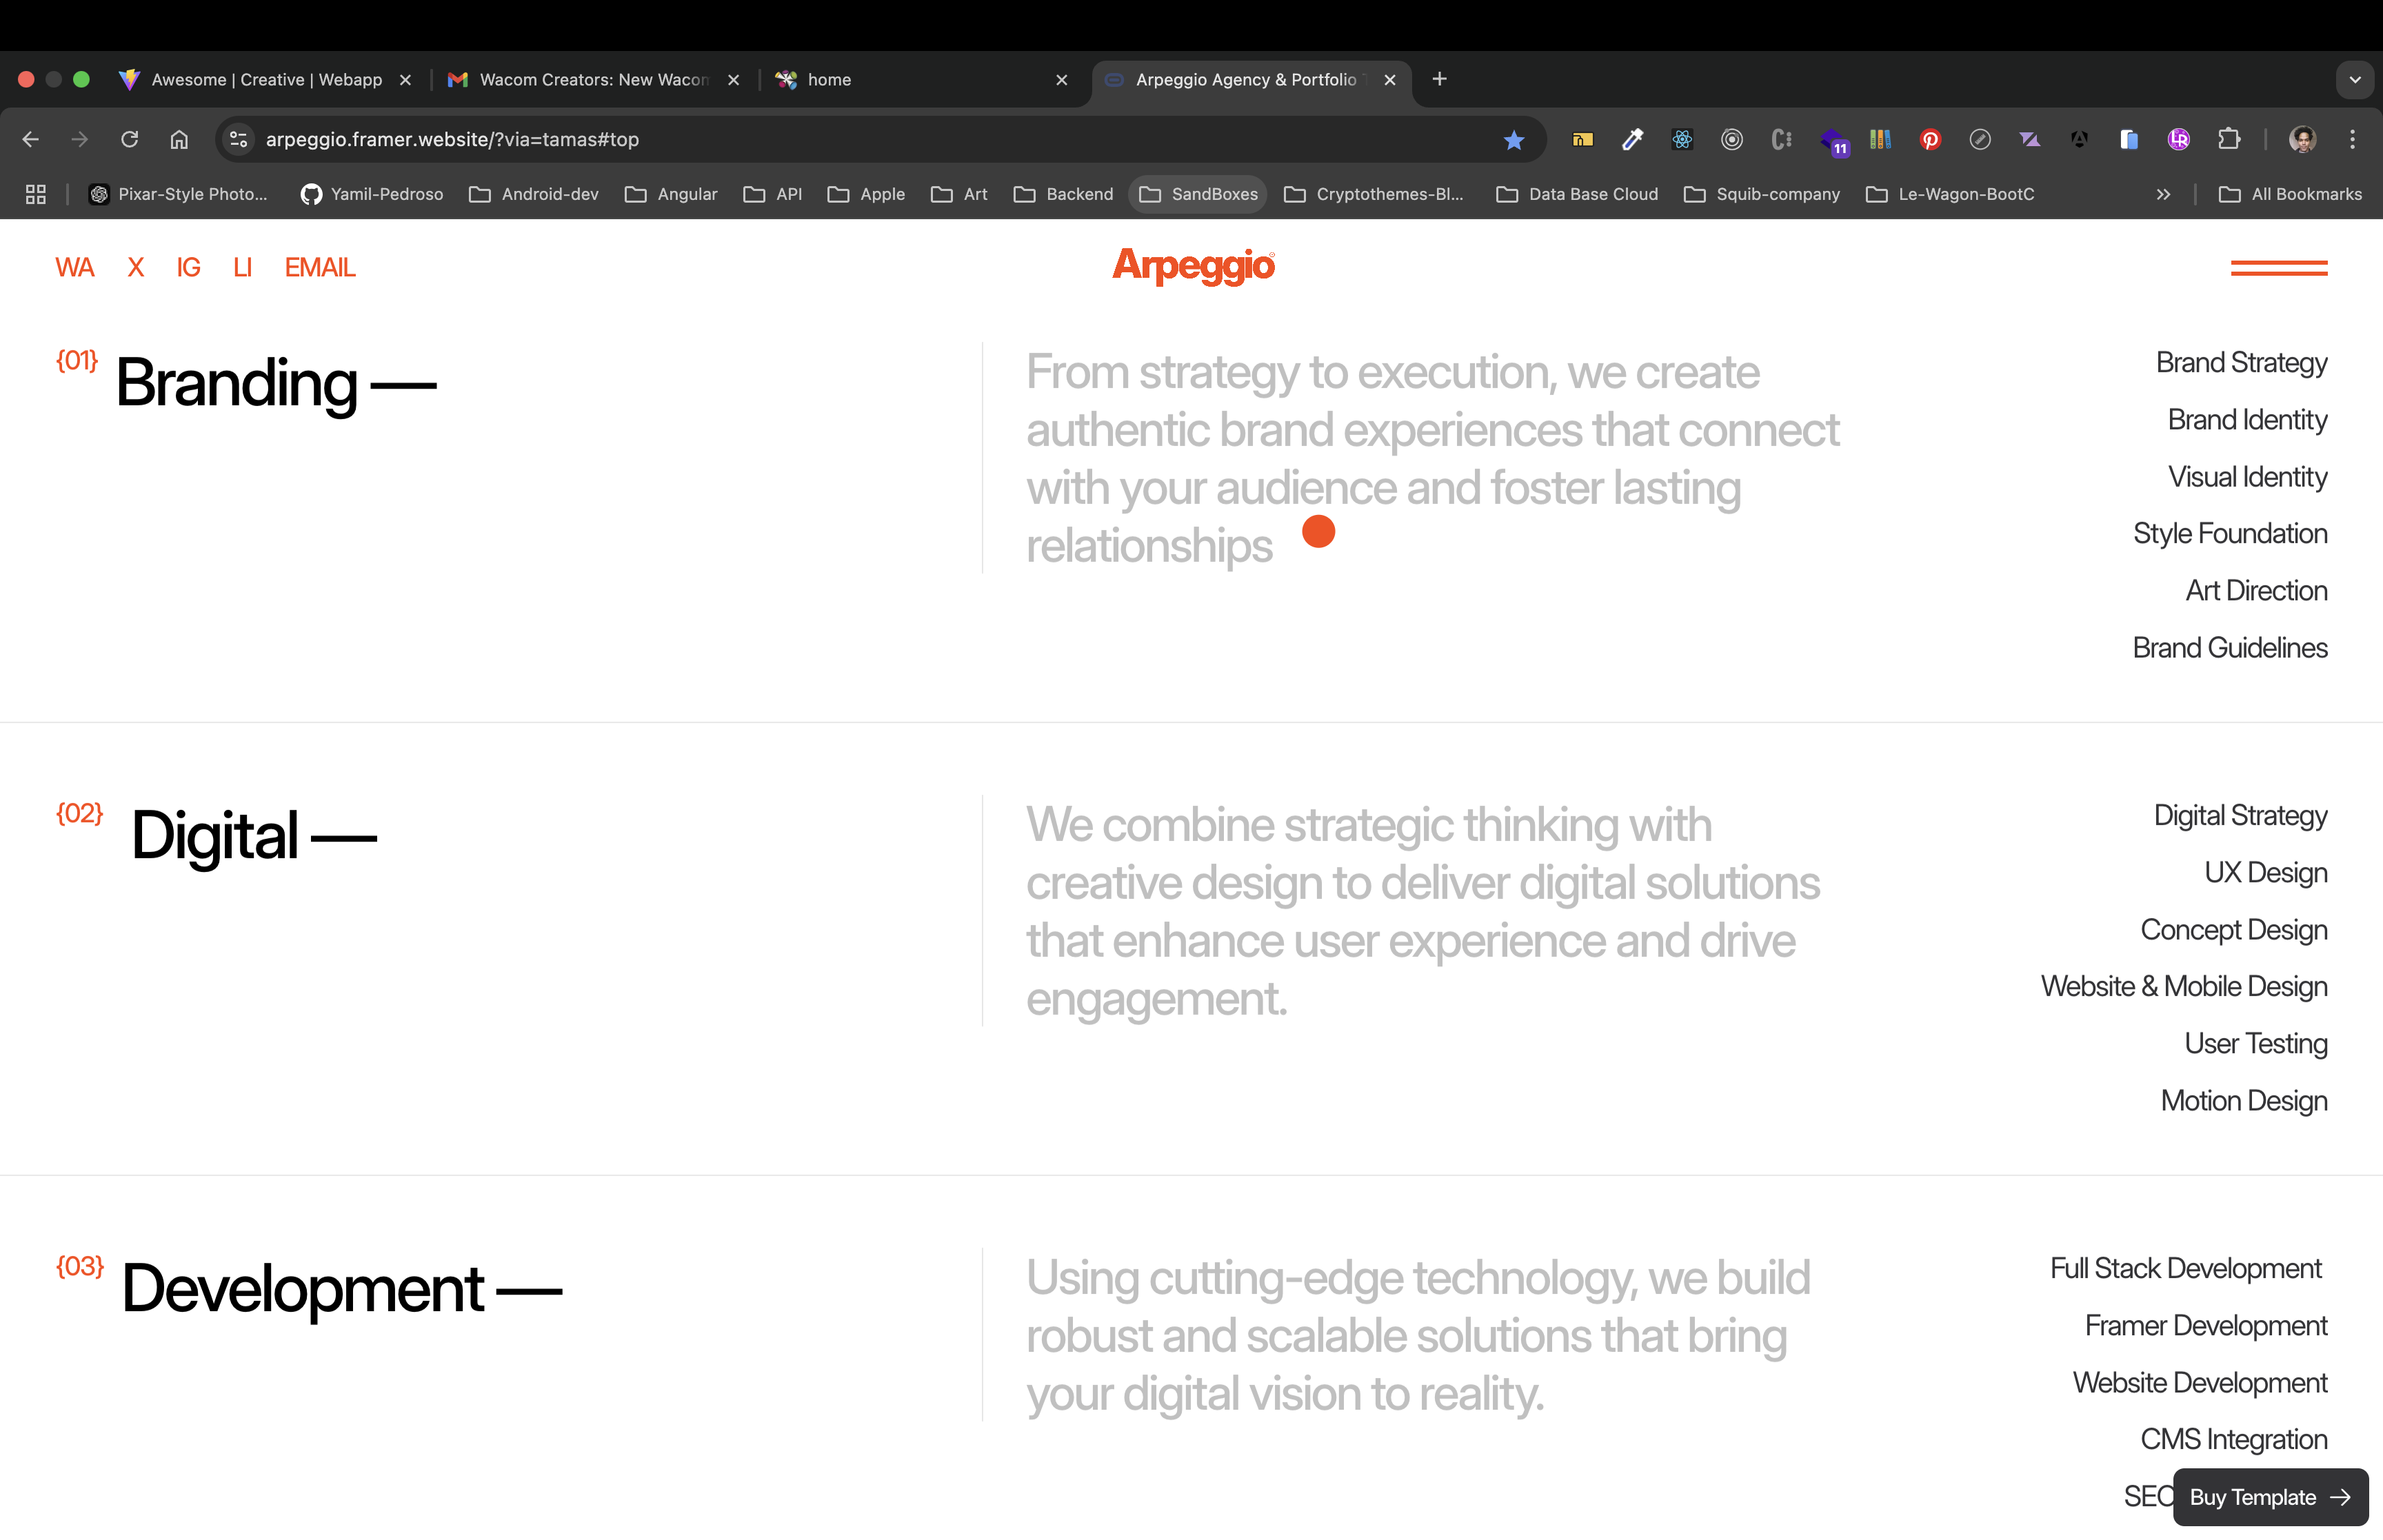 Awesome | Creative | Webapp
Wacom Creators: New Wacom
home
Arpeggio Agency & Portfolio
arpeggio.framer.website/?via=tamas#top
11
Pixar-Style Photo...
Yamil-Pedroso
Android-dev
Angular
API
Apple
Art
Backend
SandBoxes
Cryptothemes-Bl...
Data Base Cloud
Squib-company
Le-Wagon-BootC
All Bookmarks
WA X IG LI EMAIL
Arpeggio
{01} Branding —
From strategy to execution, we create
authentic brand experiences that connect
with your audience and foster lasting
relationships
Brand Strategy
Brand Identity
Visual Identity
Style Foundation
Art Direction
Brand Guidelines
{02} Digital —
We combine strategic thinking with
creative design to deliver digital solutions
that enhance user experience and drive
engagement.
Digital Strategy
UX Design
Concept Design
Website & Mobile Design
User Testing
Motion Design
{03} Development —
Using cutting-edge technology, we build
robust and scalable solutions that bring
your digital vision to reality.
Full Stack Development
Framer Development
Website Development
CMS Integration
SEO
Buy Template →